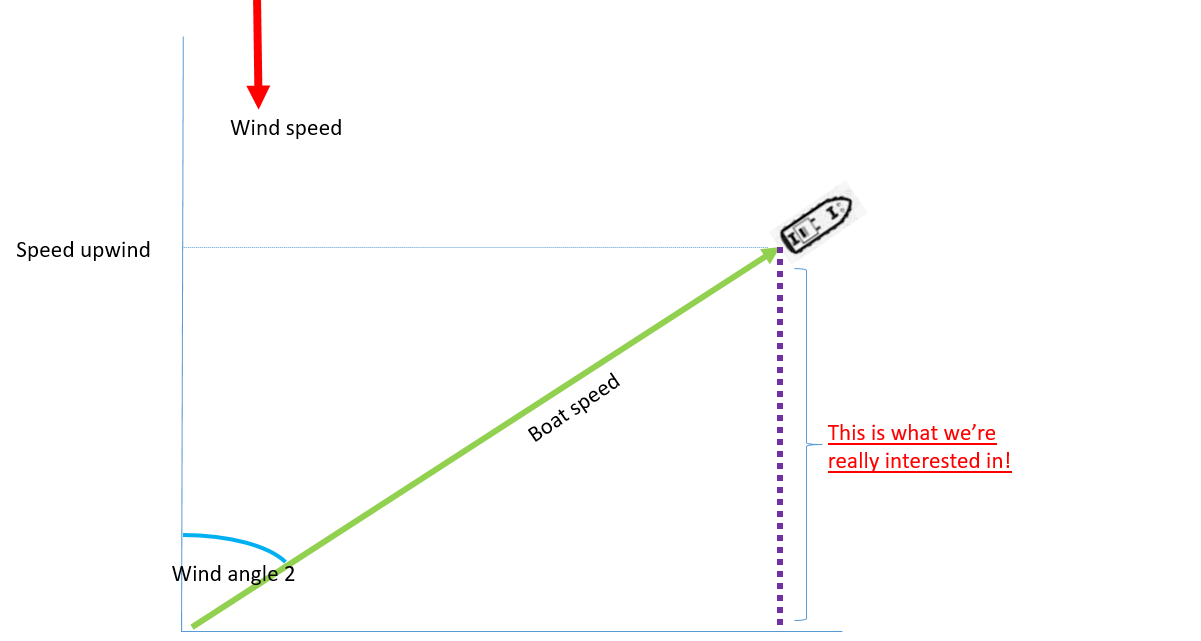 Wind speed
Speed upwind
Boat speed
This is what we’re
really interested in!
Wind angle 2